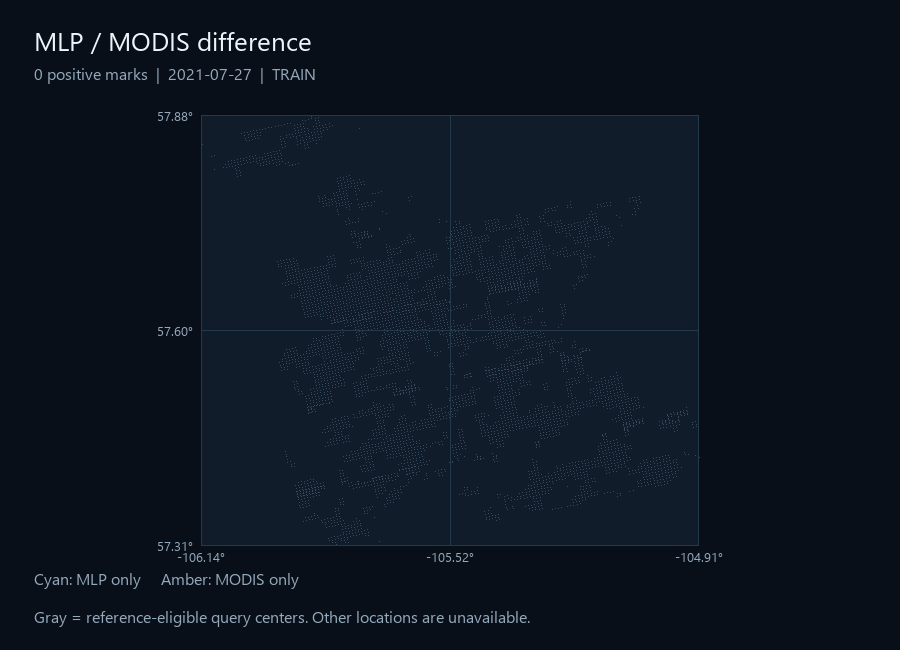 MLP / MODIS difference
0 positive marks | 2021-07-27 | TRAIN
57.88°
57.60°
57.31°
-106.14° -105.52° -104.91°
Cyan: MLP only Amber: MODIS only
Gray = reference-eligible query centers. Other locations are unavailable.